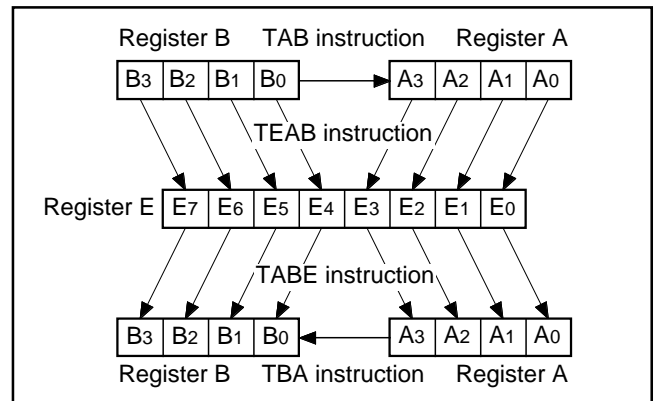 Register B TAB instruction Register A
B3 B2 B1 B0 A3 A2 A1 A0
TEAB instruction
Register E E7 E6 E5 E4 E3 E2 E1 E0
TABE instruction
B3 B2 B1 B0 A3 A2 A1 A0
Register B TBA instruction Register A